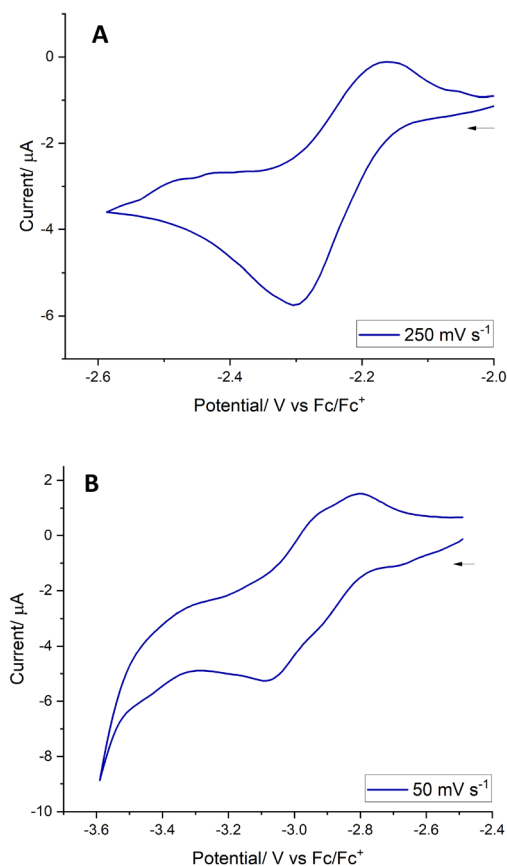 A
0
-2
-4
-6
Current/ μA
250 mV s⁻¹
-2.6 -2.4 -2.2 -2.0
Potential/ V vs Fc/Fc⁺
B
2
0
-2
-4
-6
-8
-10
Current/ μA
50 mV s⁻¹
-3.6 -3.4 -3.2 -3.0 -2.8 -2.6 -2.4
Potential/ V vs Fc/Fc⁺